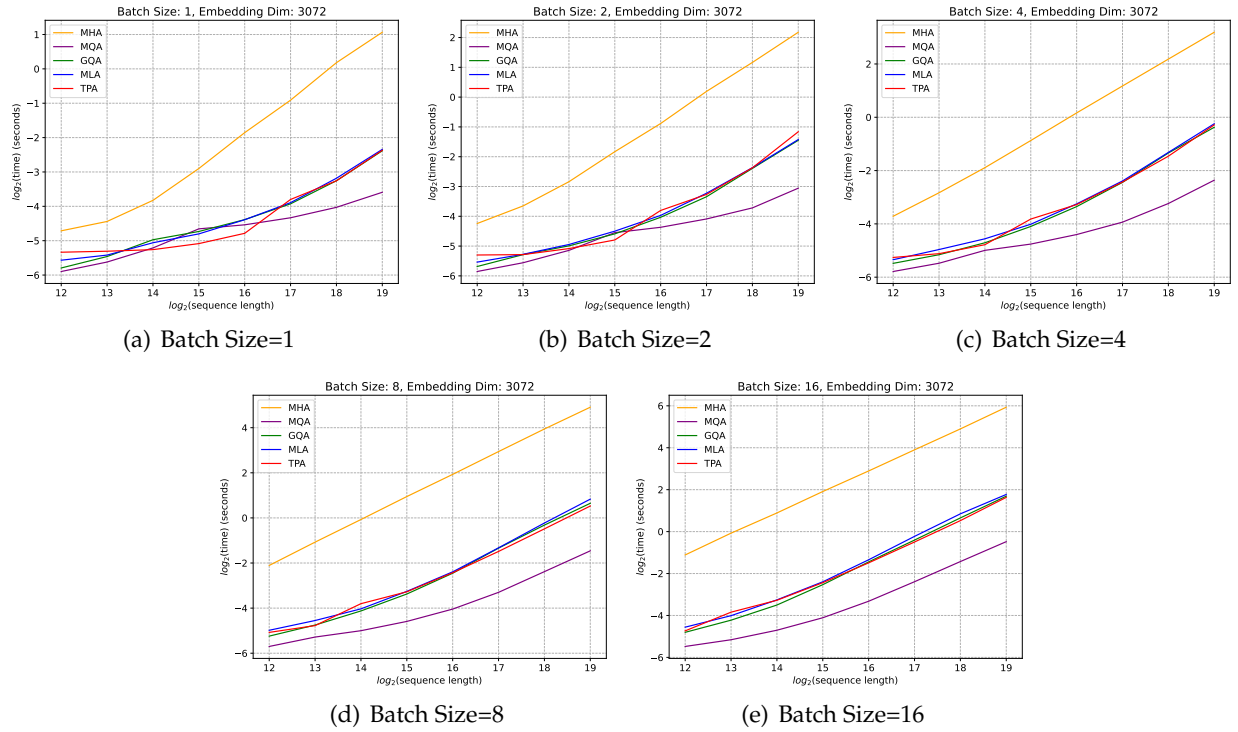 Batch Size: 1, Embedding Dim: 3072
MHA
MQA
GQA
MLA
TPA
log₂(time) (seconds)
1
0
−1
−2
−3
−4
−5
−6
12 13 14 15 16 17 18 19
log₂(sequence length)
(a) Batch Size=1
Batch Size: 2, Embedding Dim: 3072
MHA
MQA
GQA
MLA
TPA
log₂(time) (seconds)
2
1
0
−1
−2
−3
−4
−5
−6
12 13 14 15 16 17 18 19
log₂(sequence length)
(b) Batch Size=2
Batch Size: 4, Embedding Dim: 3072
MHA
MQA
GQA
MLA
TPA
log₂(time) (seconds)
2
0
−2
−4
−6
12 13 14 15 16 17 18 19
log₂(sequence length)
(c) Batch Size=4
Batch Size: 8, Embedding Dim: 3072
MHA
MQA
GQA
MLA
TPA
log₂(time) (seconds)
4
2
0
−2
−4
−6
12 13 14 15 16 17 18 19
log₂(sequence length)
(d) Batch Size=8
Batch Size: 16, Embedding Dim: 3072
MHA
MQA
GQA
MLA
TPA
log₂(time) (seconds)
6
4
2
0
−2
−4
−6
12 13 14 15 16 17 18 19
log₂(sequence length)
(e) Batch Size=16